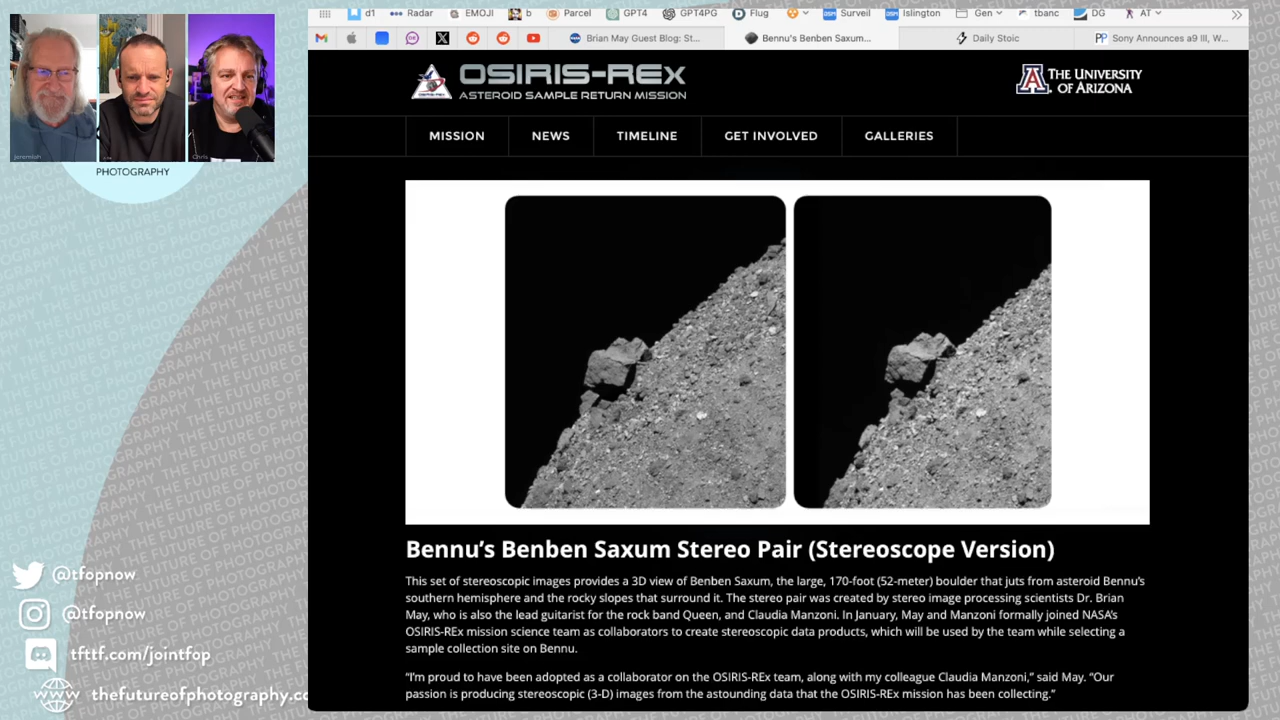 d1
Radar
EMOJI
b
Parcel
GPT4
GPT4PG
Flug
Surveil
Islington
Gen
tbanc
DG
AT
Brian May Guest Blog: St...
Bennu's Benben Saxum...
Daily Stoic
Sony Announces a9 III, W...
Jeremiah
Chris
PHOTOGRAPHY
OSIRIS-REx
ASTEROID SAMPLE RETURN MISSION
THE UNIVERSITY
OF ARIZONA
MISSION
NEWS
TIMELINE
GET INVOLVED
GALLERIES
Bennu's Benben Saxum Stereo Pair (Stereoscope Version)
This set of stereoscopic images provides a 3D view of Benben Saxum, the large, 170-foot (52-meter) boulder that juts from asteroid Bennu's
southern hemisphere and the rocky slopes that surround it. The stereo pair was created by stereo image processing scientists Dr. Brian
May, who is also the lead guitarist for the rock band Queen, and Claudia Manzoni. In January, May and Manzoni formally joined NASA's
OSIRIS-REx mission science team as collaborators to create stereoscopic data products, which will be used by the team while selecting a
sample collection site on Bennu.
"I'm proud to have been adopted as a collaborator on the OSIRIS-REx team, along with my colleague Claudia Manzoni," said May. "Our
passion is producing stereoscopic (3-D) images from the astounding data that the OSIRIS-REx mission has been collecting."
@tfopnow
@tfopnow
tfttf.com/jointfop
www thefutureofphotography.co
THE FUTURE OF PHOTOGRAPHY